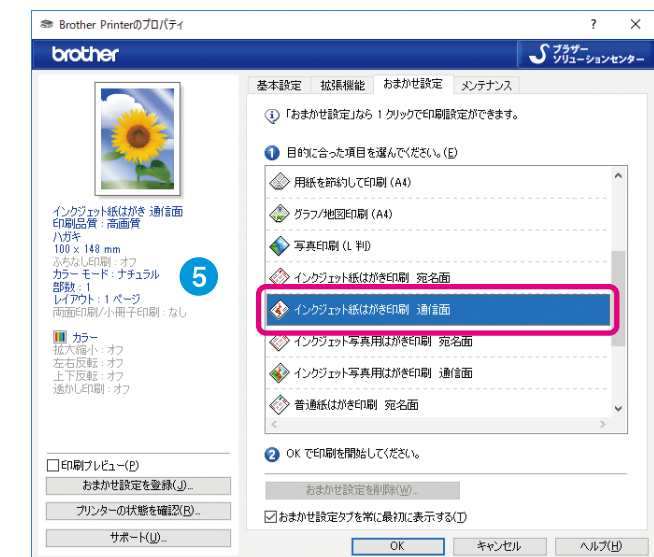 Brother Printerのプロパティ
? ×
brother
ブラザー
ソリューションセンター
基本設定 拡張機能 おまかせ設定 メンテナンス
「おまかせ設定」なら 1 クリックで印刷設定ができます。
1 目的に合った項目を選んでください。(E)
用紙を節約して印刷 (A4)
グラフ/地図印刷 (A4)
写真印刷 (L 判)
インクジェット紙はがき印刷 宛名面
インクジェット紙はがき印刷 通信面
インクジェット写真用はがき印刷 宛名面
インクジェット写真用はがき印刷 通信面
普通紙はがき印刷 宛名面
2 OK で印刷を開始してください。
おまかせ設定を削除(W)...
おまかせ設定タブを常に最初に表示する(T)
インクジェット紙はがき 通信面
印刷品質 : 高画質
ハガキ
100 x 148 mm
ふちなし印刷 : オフ
カラー モード : ナチュラル
部数 : 1
レイアウト : 1 ページ
両面印刷/小冊子印刷 : なし
5
カラー
拡大縮小 : オフ
左右反転 : オフ
上下反転 : オフ
透かし印刷 : オフ
印刷プレビュー(P)
おまかせ設定を登録(J)...
プリンターの状態を確認(R)...
サポート(U)...
OK キャンセル ヘルプ(H)